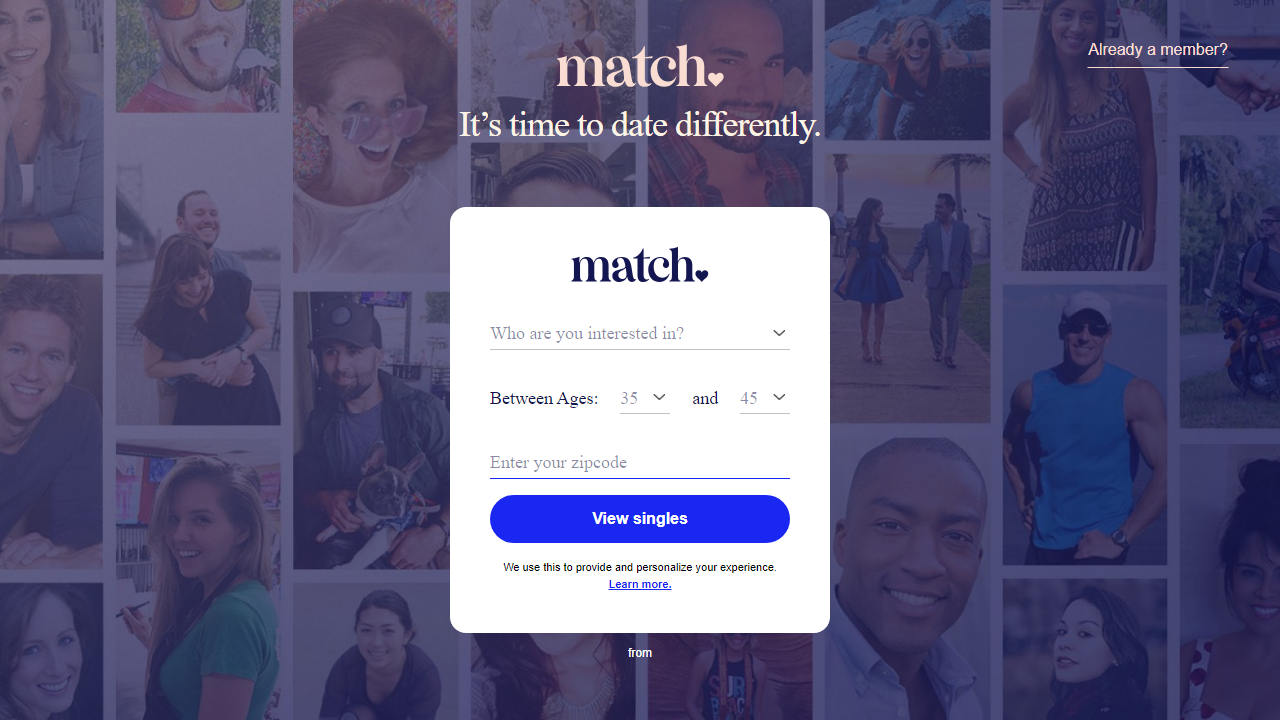 Sign In
Already a member?
match
It's time to date differently.
match
Who are you interested in?
Between Ages: 35 and 45
Enter your zipcode
View singles
We use this to provide and personalize your experience.
Learn more.
from